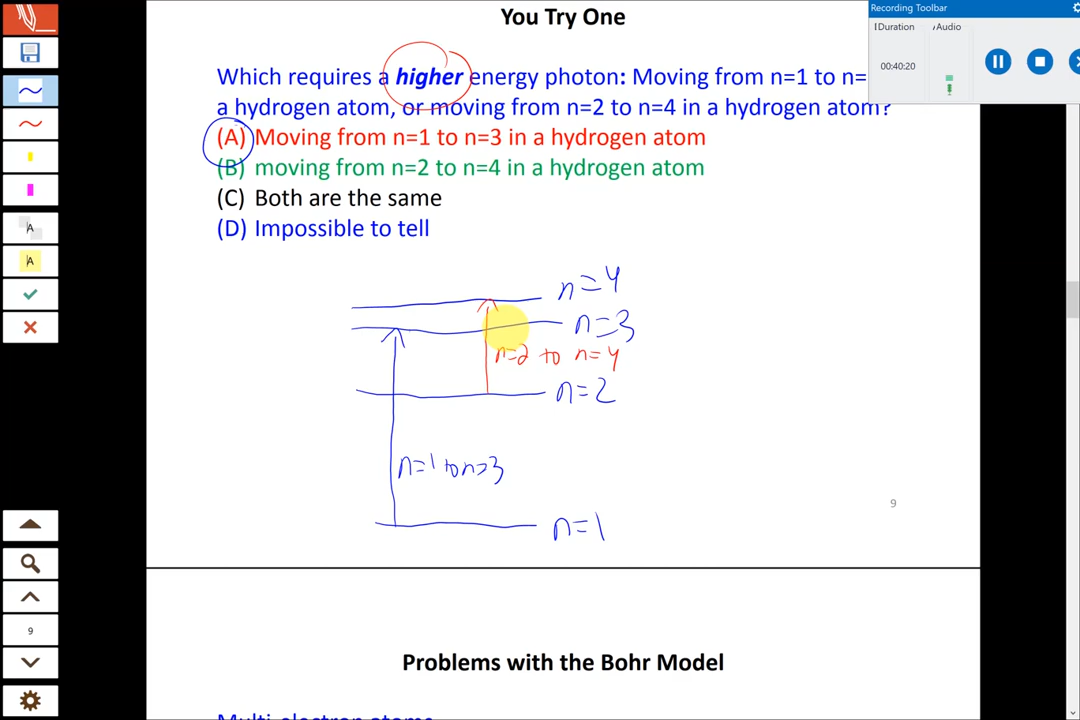 Recording Toolbar
You Try One
Duration
Audio
00:40:20
Which requires a higher energy photon: Moving from n=1 to n=
a hydrogen atom, or moving from n=2 to n=4 in a hydrogen atom?
(A) Moving from n=1 to n=3 in a hydrogen atom
(B) moving from n=2 to n=4 in a hydrogen atom
(C) Both are the same
(D) Impossible to tell
A
A
n=4
n=3
n=2 to n=4
n=2
n=1 to n=3
n=1
9
9
Problems with the Bohr Model
Multi-electron atoms